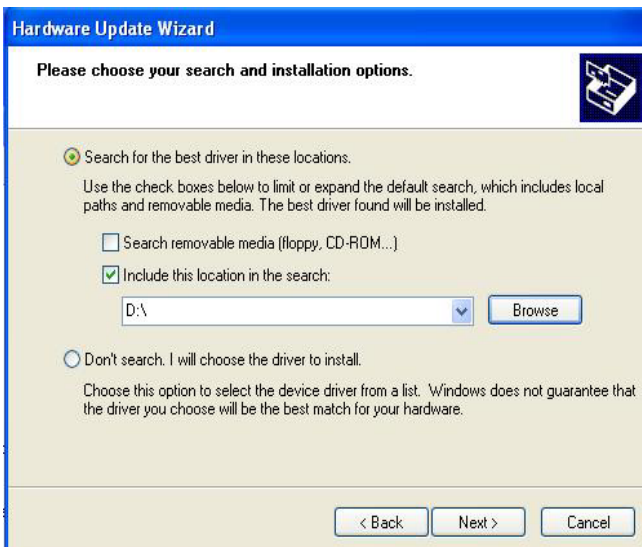 Hardware Update Wizard
Please choose your search and installation options.
Search for the best driver in these locations.
Use the check boxes below to limit or expand the default search, which includes local
paths and removable media. The best driver found will be installed.
Search removable media (floppy, CD-ROM...)
Include this location in the search:
D:\
Browse
Don't search. I will choose the driver to install.
Choose this option to select the device driver from a list. Windows does not guarantee that
the driver you choose will be the best match for your hardware.
< Back Next > Cancel